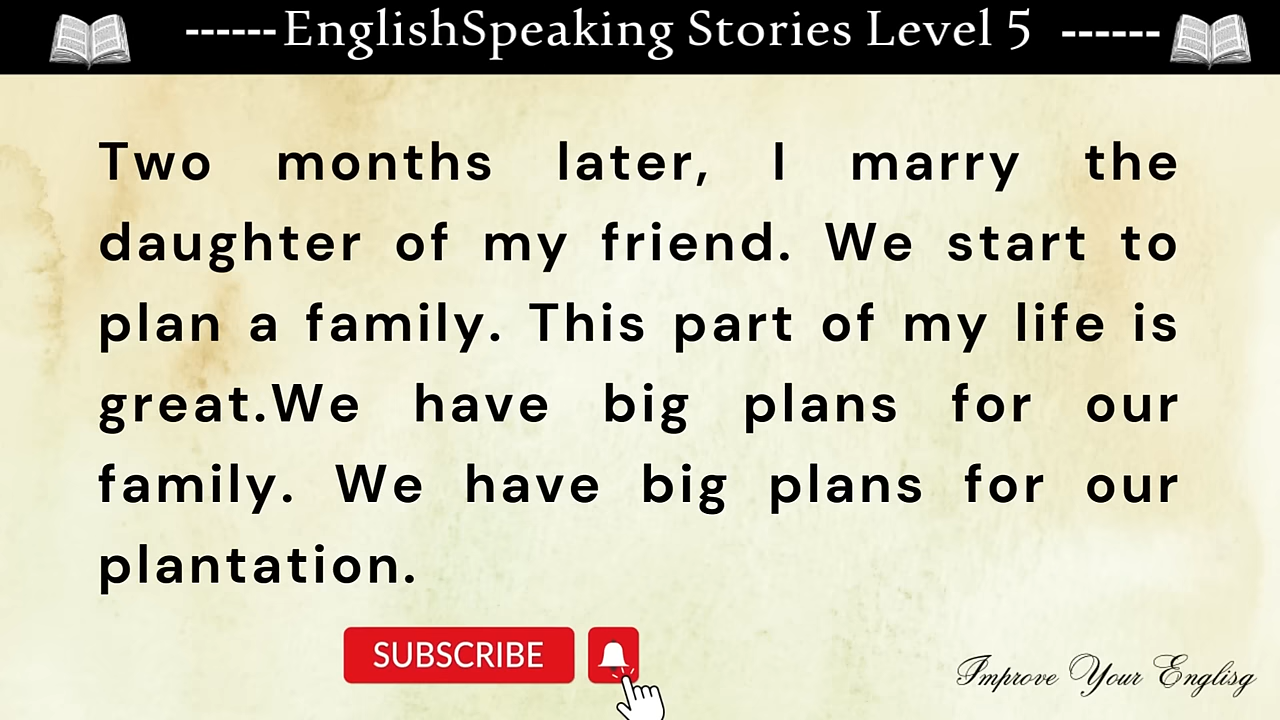 ------EnglishSpeaking Stories Level 5 ------
Two months later, I marry the
daughter of my friend. We start to
plan a family. This part of my life is
great.We have big plans for our
family. We have big plans for our
plantation.
SUBSCRIBE
Improve Your Englisg